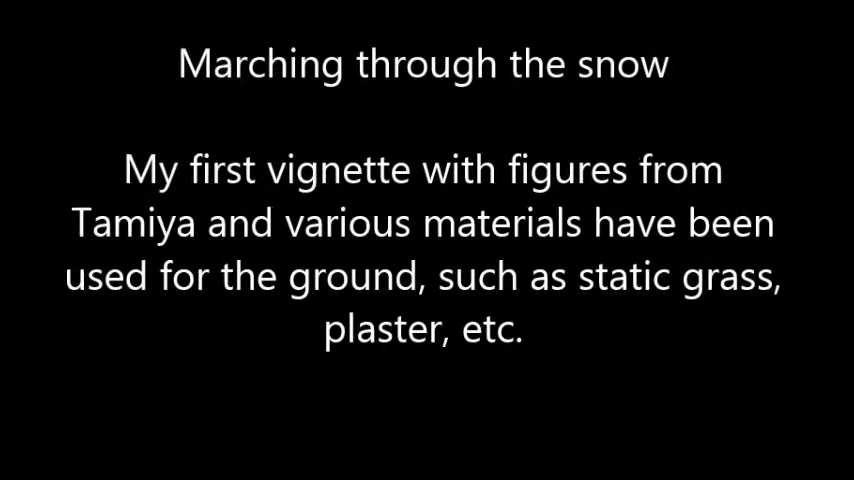 Marching through the snow
My first vignette with figures from
Tamiya and various materials have been
used for the ground, such as static grass,
plaster, etc.